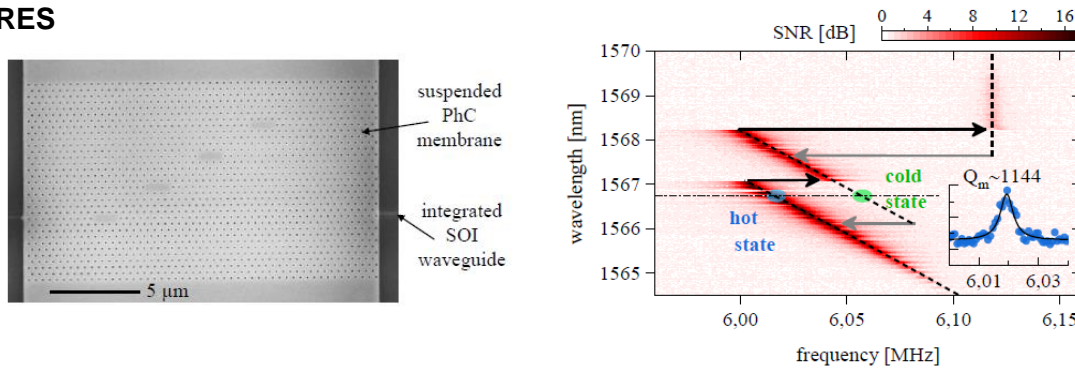 RES
suspended
PhC
membrane
integrated
SOI
waveguide
5 µm
SNR [dB]
0 4 8 12 16
1570
1569
1568
1567
1566
1565
wavelength [nm]
cold
state
hot
state
Q_m~1144
6,01 6,03
6,00 6,05 6,10 6,15
frequency [MHz]